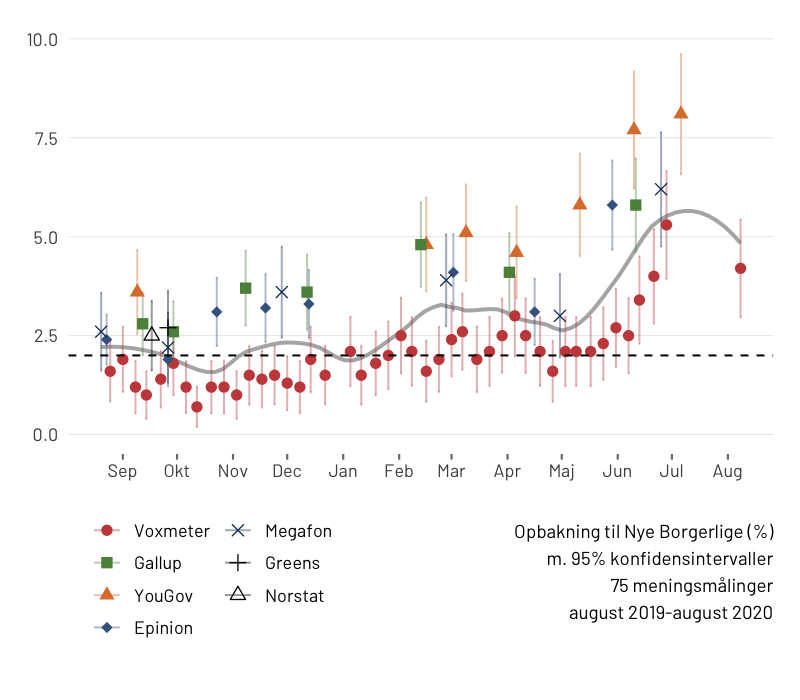 10.0
7.5
5.0
2.5
0.0
Sep Okt Nov Dec Jan Feb Mar Apr Maj Jun Jul Aug
Voxmeter Megafon
Gallup Greens
YouGov Norstat
Epinion
Opbakning til Nye Borgerlige (%)
m. 95% konfidensintervaller
75 meningsmålinger
august 2019-august 2020